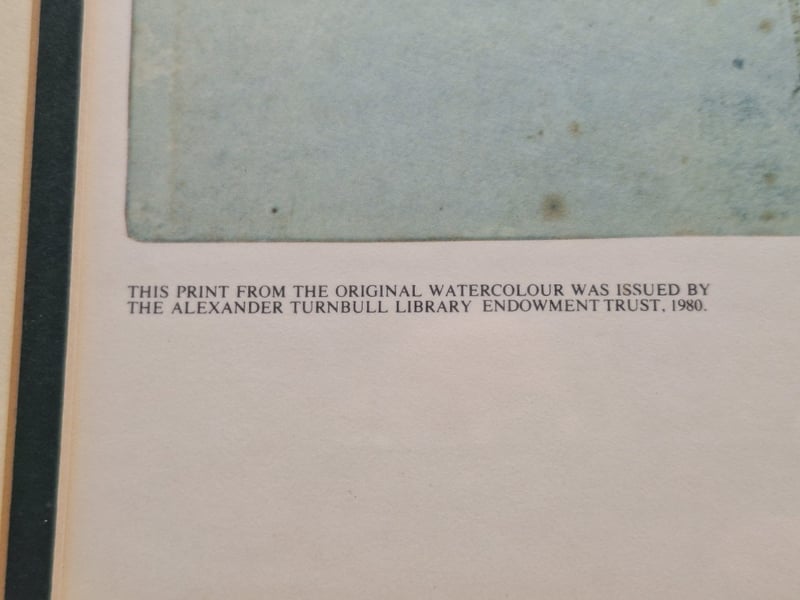 THIS PRINT FROM THE ORIGINAL WATERCOLOUR WAS ISSUED BY
THE ALEXANDER TURNBULL LIBRARY ENDOWMENT TRUST, 1980.